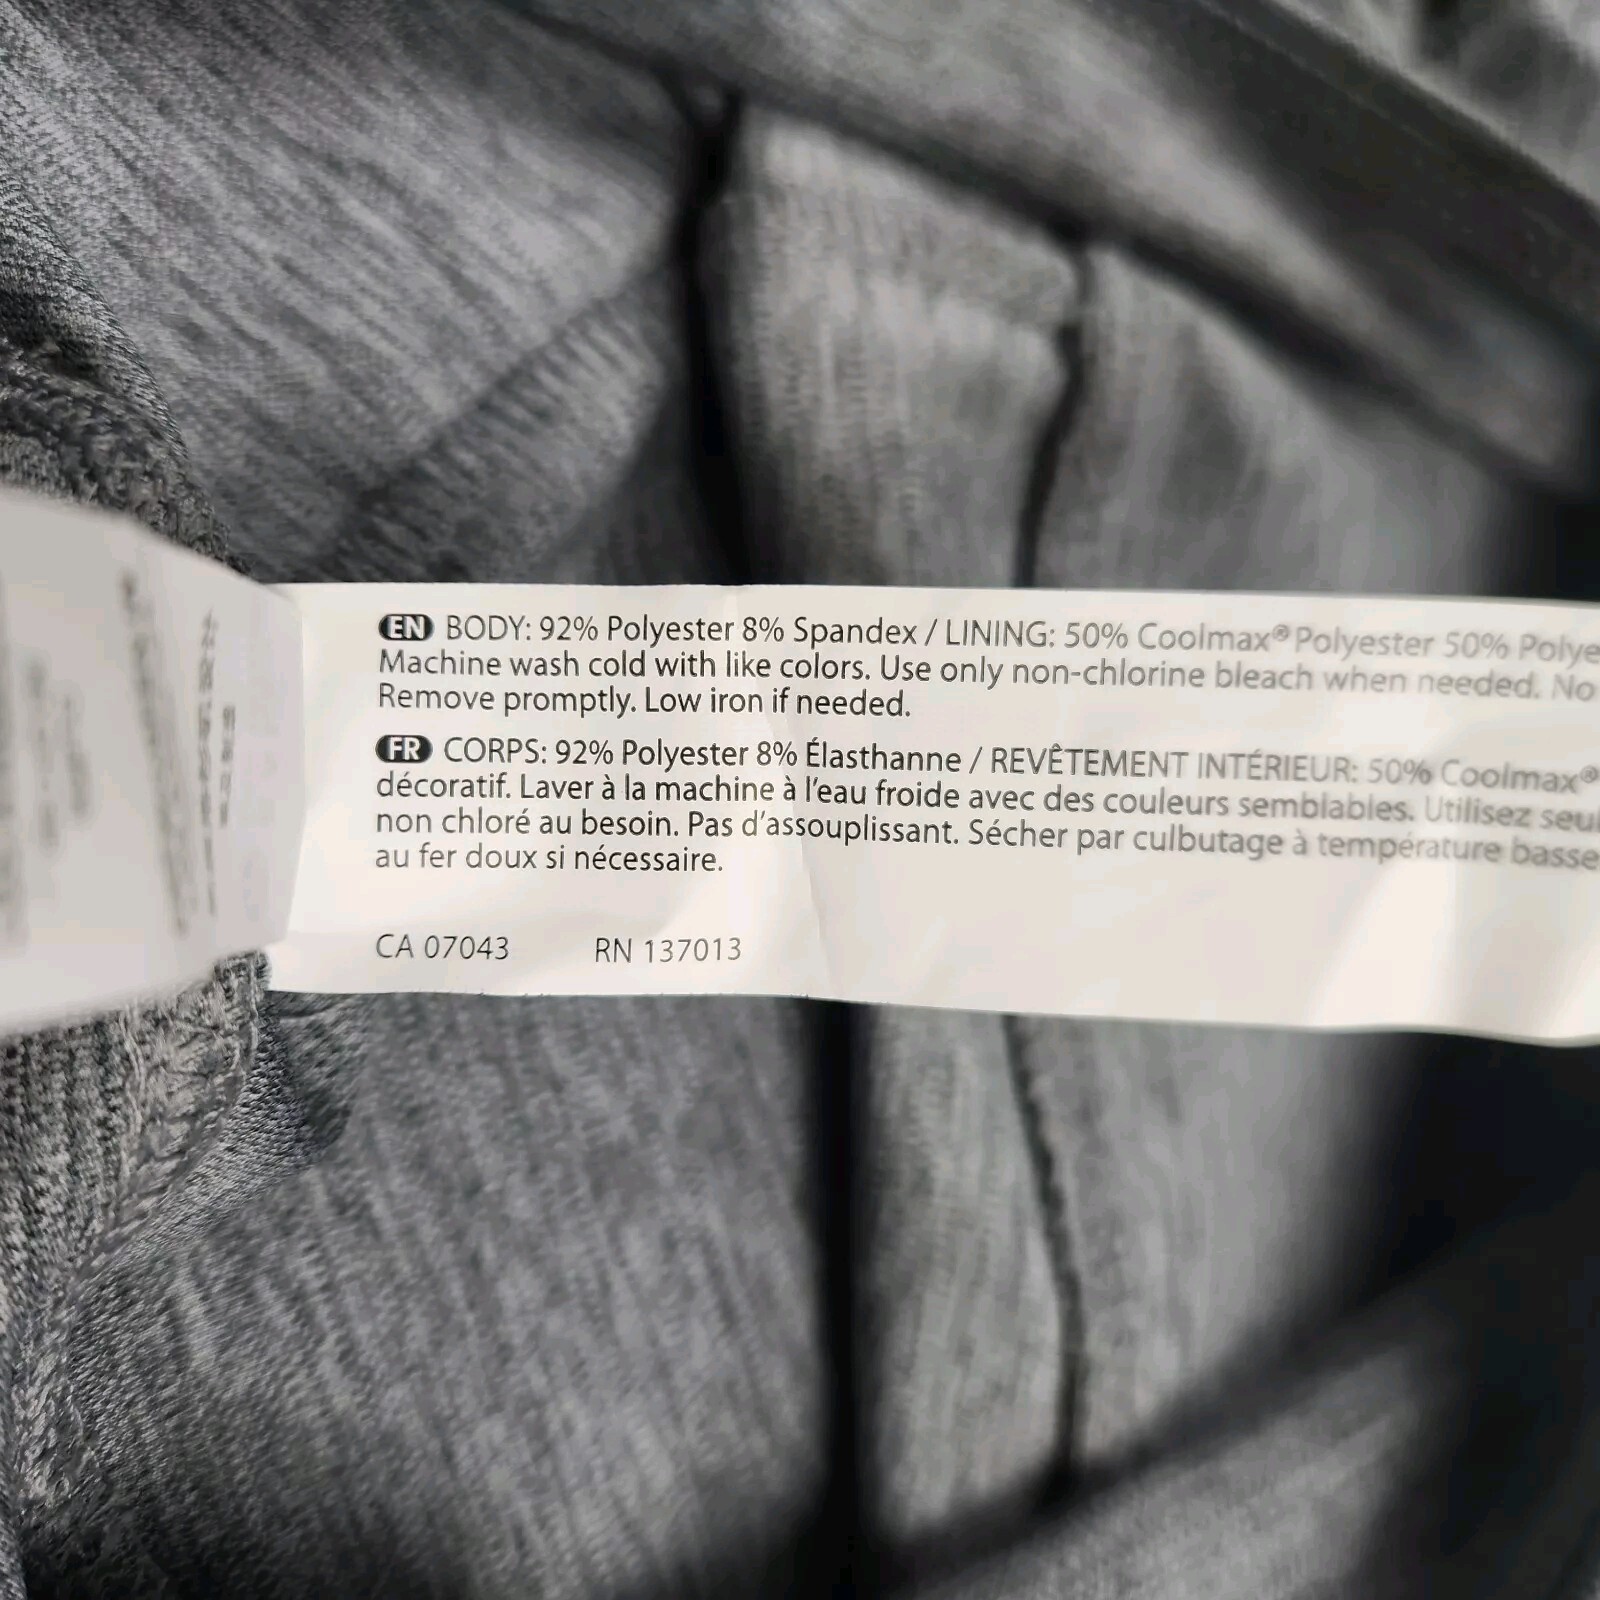 EN BODY: 92% Polyester 8% Spandex / LINING: 50% Coolmax® Polyester 50% Polye
Machine wash cold with like colors. Use only non-chlorine bleach when needed. No
Remove promptly. Low iron if needed.
FR CORPS: 92% Polyester 8% Élasthanne / REVÊTEMENT INTÉRIEUR: 50% Coolmax®
décoratif. Laver à la machine à l'eau froide avec des couleurs semblables. Utilisez seul
non chloré au besoin. Pas d'assouplissant. Sécher par culbutage à température basse
au fer doux si nécessaire.
CA 07043 RN 137013